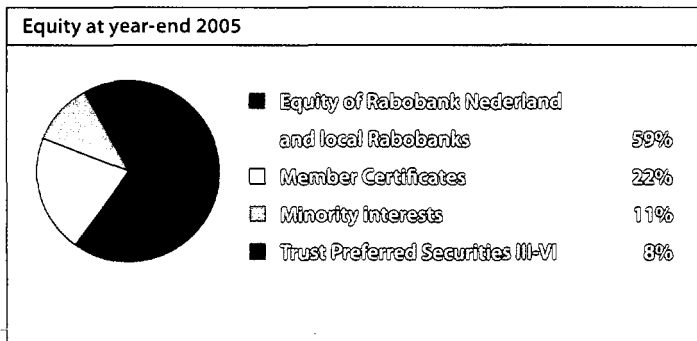 Equity at year-end 2005
Equity of Rabobank Nederland
and local Rabobanks 59%
Member Certificates 22%
Minority interests 11%
Trust Preferred Securities III-VI 8%